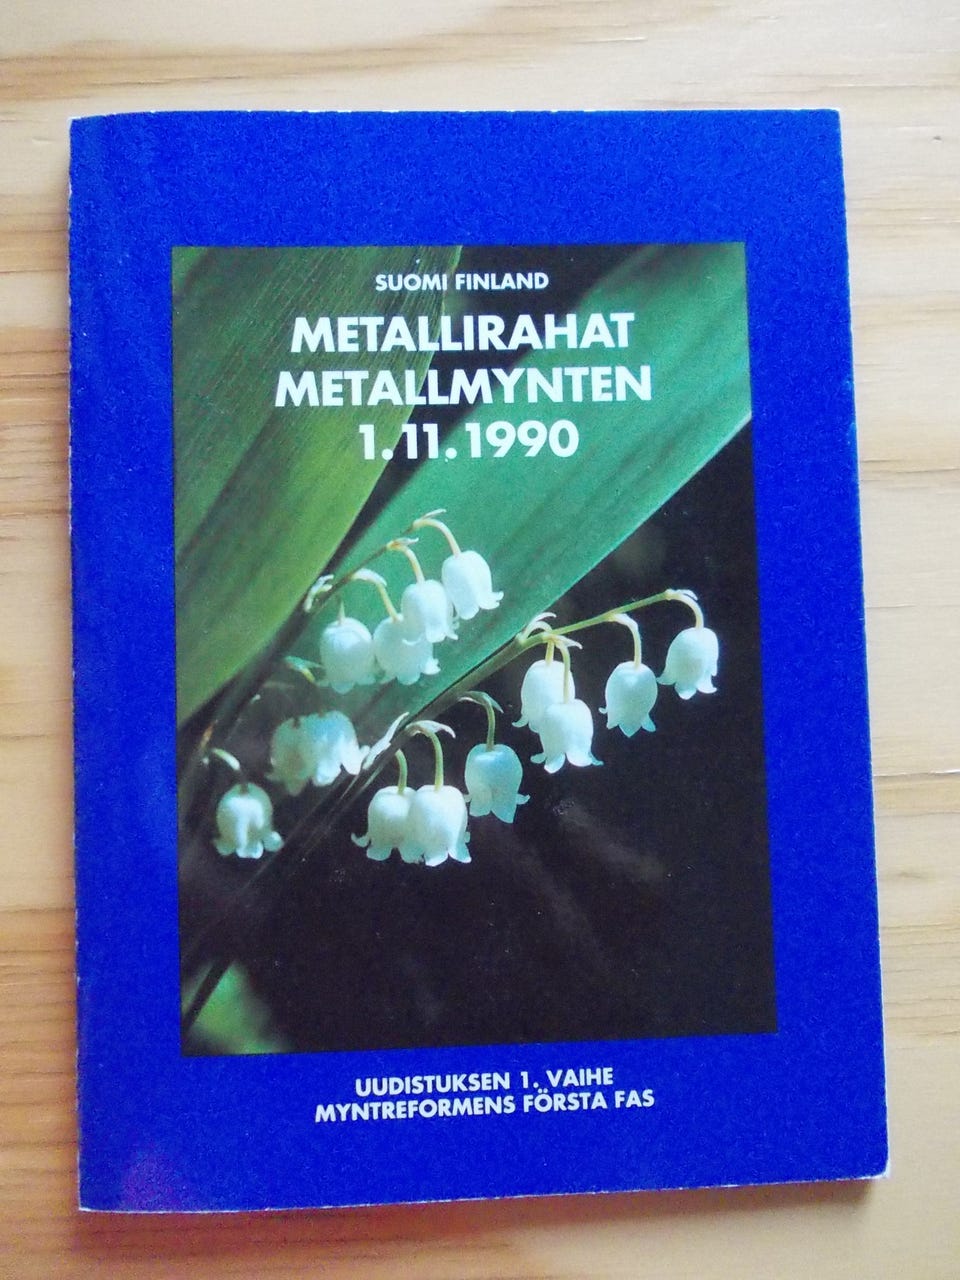 SUOMI FINLAND
METALLIRAHAT
METALLMYNTEN
1.11.1990
UUDISTUKSEN 1. VAIHE
MYNTREFORMENS FÖRSTA FAS